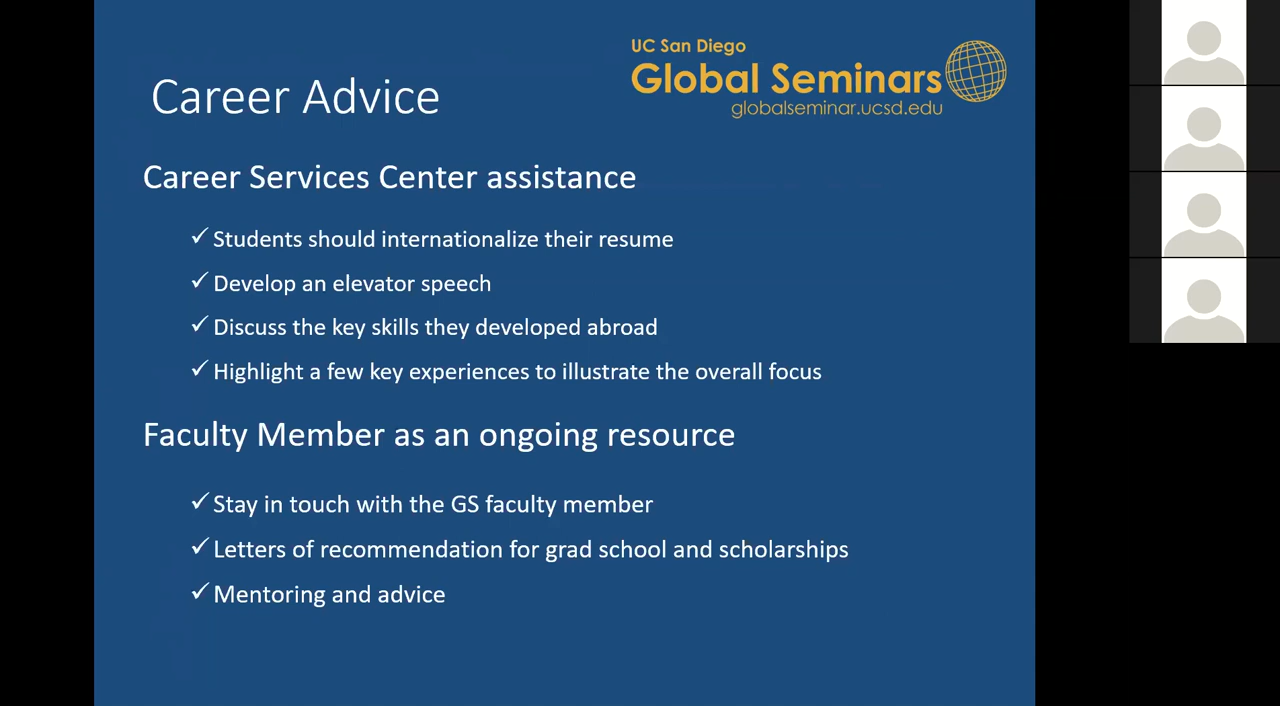 UC San Diego
Global Seminars
globalseminar.ucsd.edu
Career Advice
Career Services Center assistance
✓ Students should internationalize their resume
✓ Develop an elevator speech
✓ Discuss the key skills they developed abroad
✓ Highlight a few key experiences to illustrate the overall focus
Faculty Member as an ongoing resource
✓ Stay in touch with the GS faculty member
✓ Letters of recommendation for grad school and scholarships
✓ Mentoring and advice